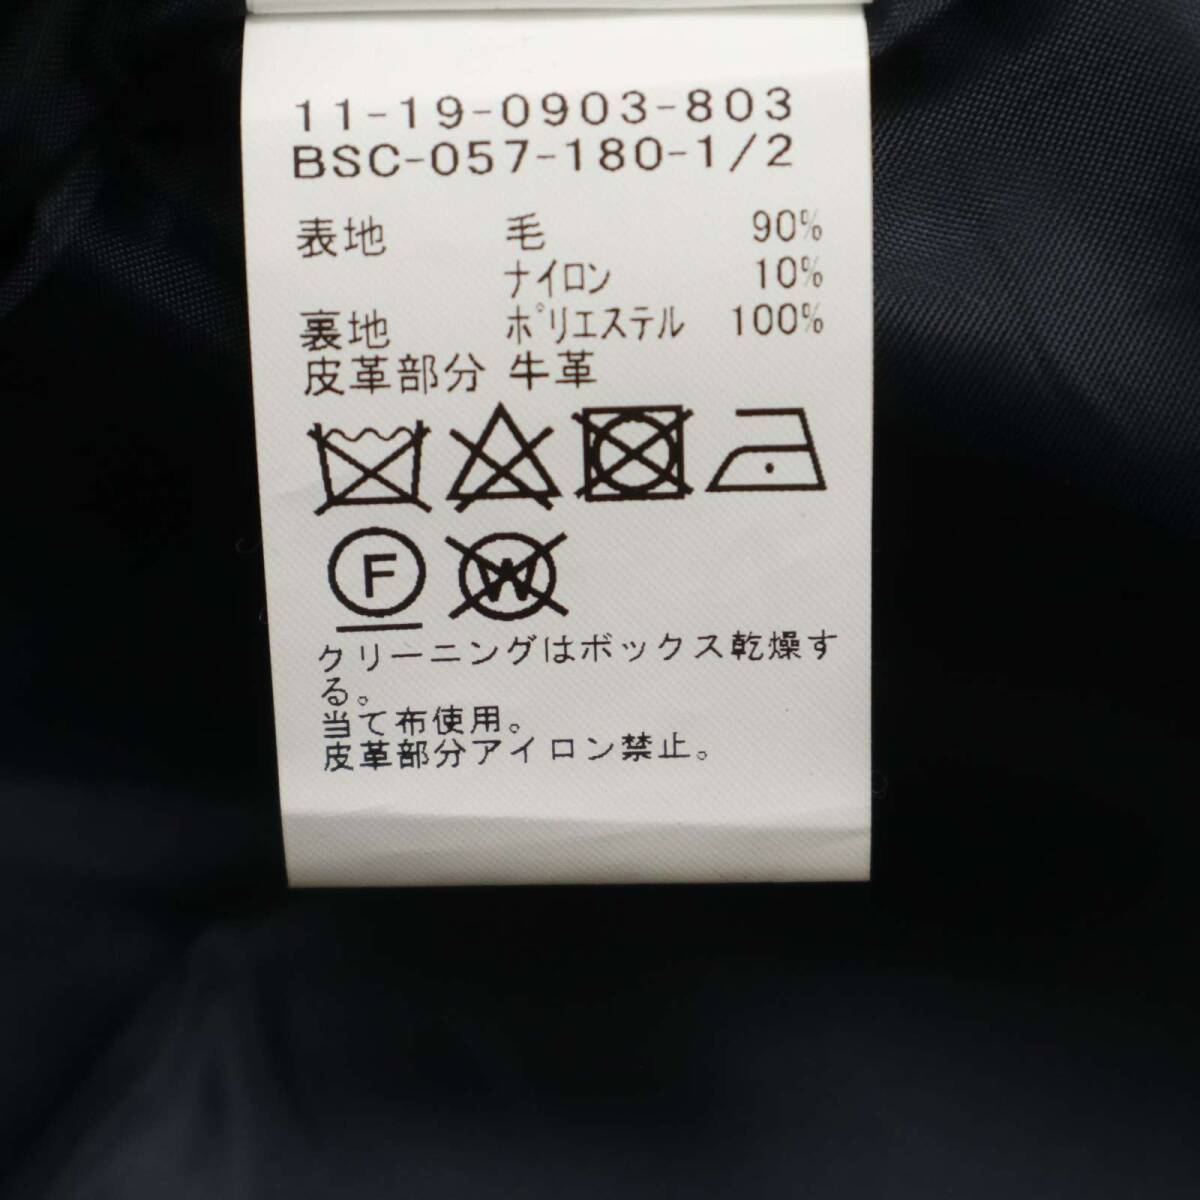 11-19-0903-803
BSC-057-180-1/2
表地 毛 90%
ナイロン 10%
裏地 ポリエステル 100%
皮革部分 牛革
F W
クリーニングはボックス乾燥す
る。
当て布使用。
皮革部分アイロン禁止。